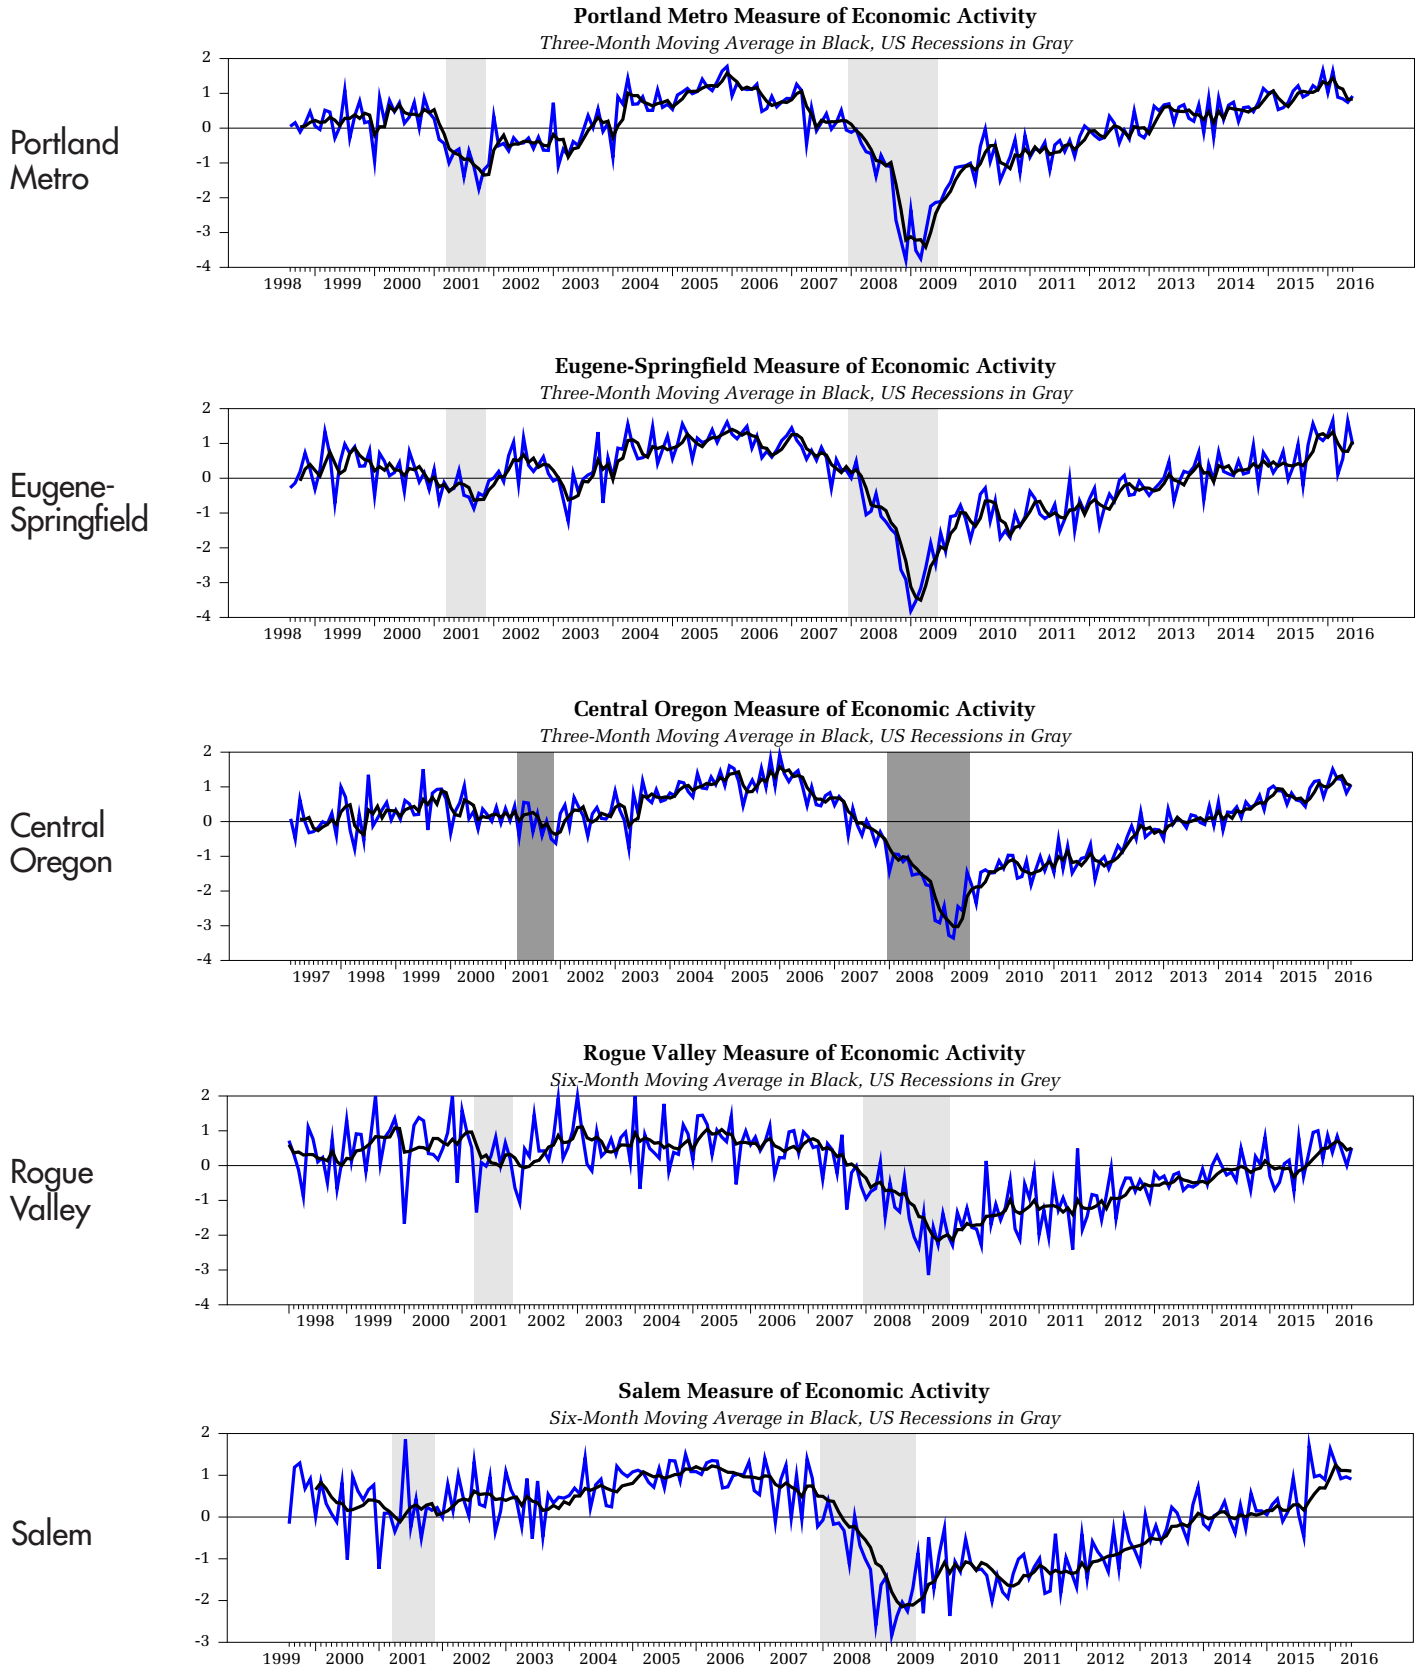 Portland Metro Measure of Economic Activity
Three-Month Moving Average in Black, US Recessions in Gray
2
1
0
-1
-2
-3
-4
Portland
Metro
1998 1999 2000 2001 2002 2003 2004 2005 2006 2007 2008 2009 2010 2011 2012 2013 2014 2015 2016
Eugene-Springfield Measure of Economic Activity
Three-Month Moving Average in Black, US Recessions in Gray
2
1
0
-1
-2
-3
-4
Eugene-
Springfield
1998 1999 2000 2001 2002 2003 2004 2005 2006 2007 2008 2009 2010 2011 2012 2013 2014 2015 2016
Central Oregon Measure of Economic Activity
Three-Month Moving Average in Black, US Recessions in Gray
2
1
0
-1
-2
-3
-4
Central
Oregon
1997 1998 1999 2000 2001 2002 2003 2004 2005 2006 2007 2008 2009 2010 2011 2012 2013 2014 2015 2016
Rogue Valley Measure of Economic Activity
Six-Month Moving Average in Black, US Recessions in Grey
2
1
0
-1
-2
-3
-4
Rogue
Valley
1998 1999 2000 2001 2002 2003 2004 2005 2006 2007 2008 2009 2010 2011 2012 2013 2014 2015 2016
Salem Measure of Economic Activity
Six-Month Moving Average in Black, US Recessions in Gray
2
1
0
-1
-2
-3
Salem
1999 2000 2001 2002 2003 2004 2005 2006 2007 2008 2009 2010 2011 2012 2013 2014 2015 2016